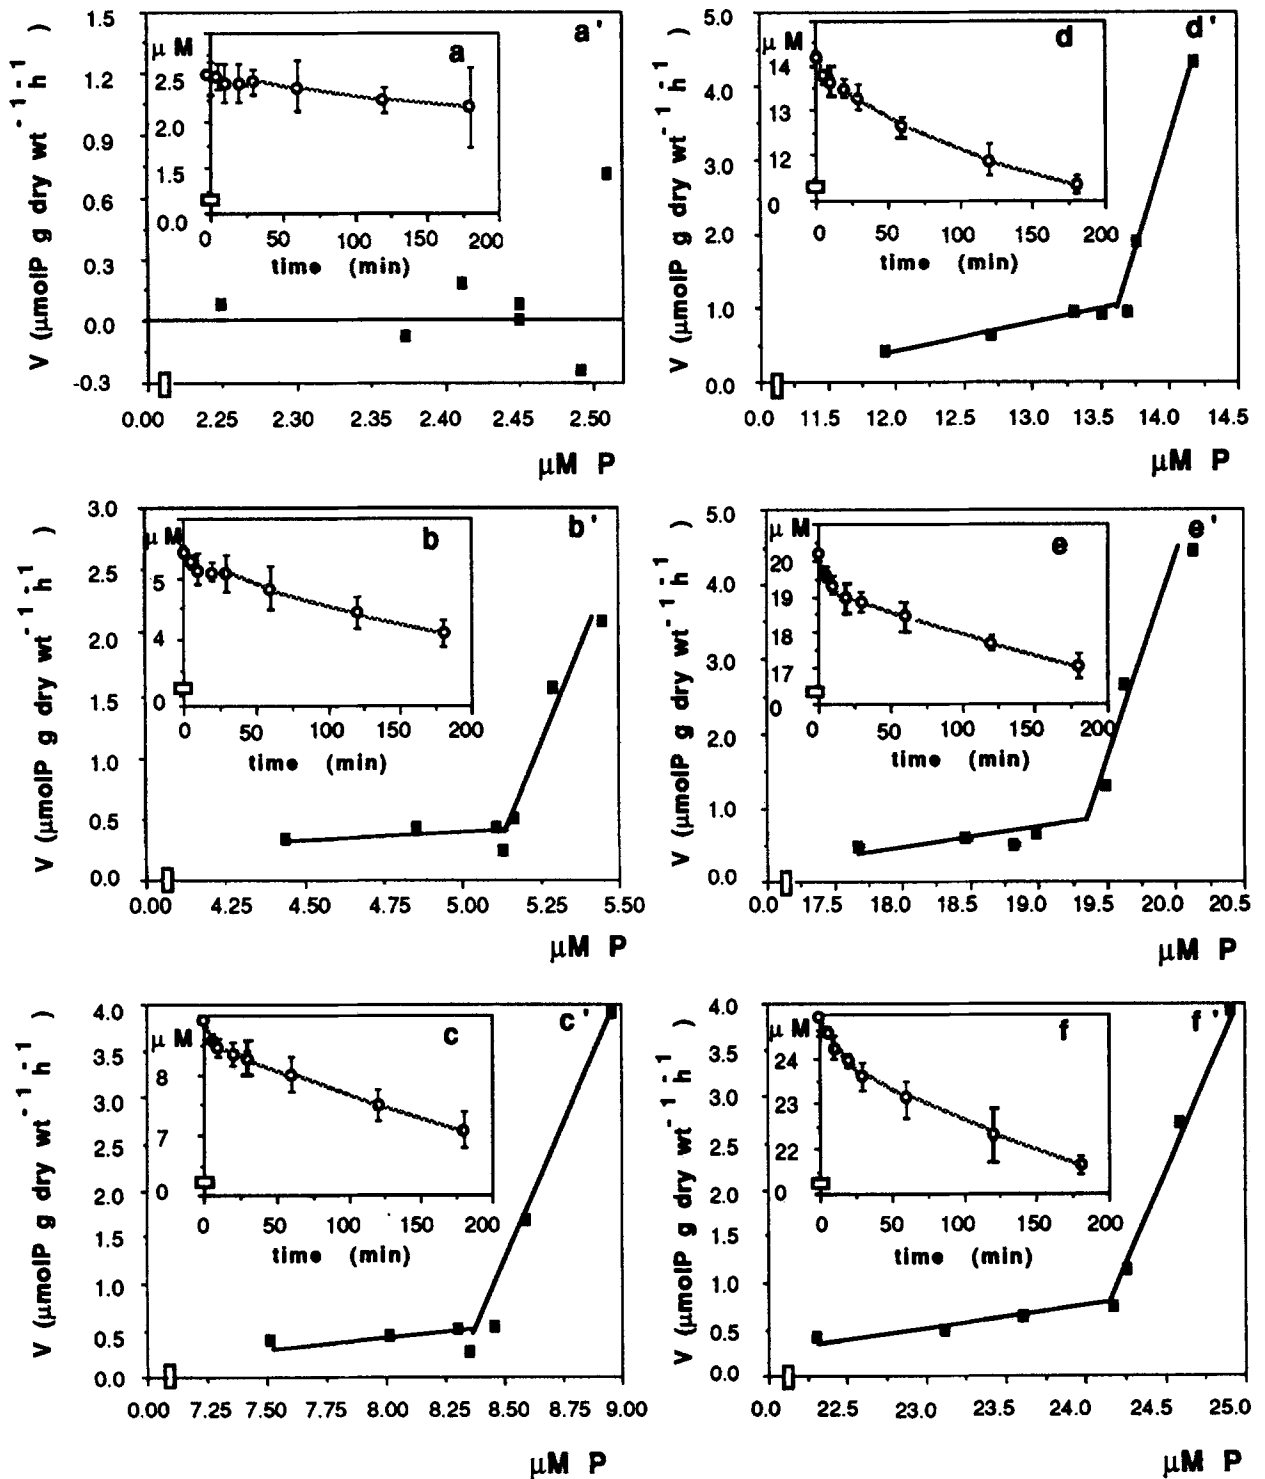 V (μmolP g dry wt⁻¹ h⁻¹)
1.5
1.2
0.9
0.6
0.3
0.0
-0.3
a'
μ M
a
2.5
2.0
1.5
0.0
0 50 100 150 200
time (min)
0.00 2.25 2.30 2.35 2.40 2.45 2.50
μM P
V (μmolP g dry wt⁻¹ h⁻¹)
5.0
4.0
3.0
2.0
1.0
0.0
d'
μ M
d
14
13
12
0
0 50 100 150 200
time (min)
0.0 11.5 12.0 12.5 13.0 13.5 14.0 14.5
μM P
V (μmolP g dry wt⁻¹ h⁻¹)
3.0
2.5
2.0
1.5
1.0
0.5
0.0
b'
μ M
b
5
4
0
0 50 100 150 200
time (min)
0.00 4.25 4.50 4.75 5.00 5.25 5.50
μM P
V (μmolP g dry wt⁻¹ h⁻¹)
5.0
4.0
3.0
2.0
1.0
0.0
e'
μ M
e
20
19
18
17
0
0 50 100 150 200
time (min)
0.0 17.5 18.0 18.5 19.0 19.5 20.0 20.5
μM P
V (μmolP g dry wt⁻¹ h⁻¹)
4.0
3.5
3.0
2.5
2.0
1.5
1.0
0.5
0.0
c'
μ M
c
8
7
0
0 50 100 150 200
time (min)
0.00 7.25 7.50 7.75 8.00 8.25 8.50 8.75 9.00
μM P
V (μmolP g dry wt⁻¹ h⁻¹)
4.0
3.5
3.0
2.5
2.0
1.5
1.0
0.5
0.0
f'
μ M
f
24
23
22
0
0 50 100 150 200
time (min)
0.0 22.5 23.0 23.5 24.0 24.5 25.0
μM P